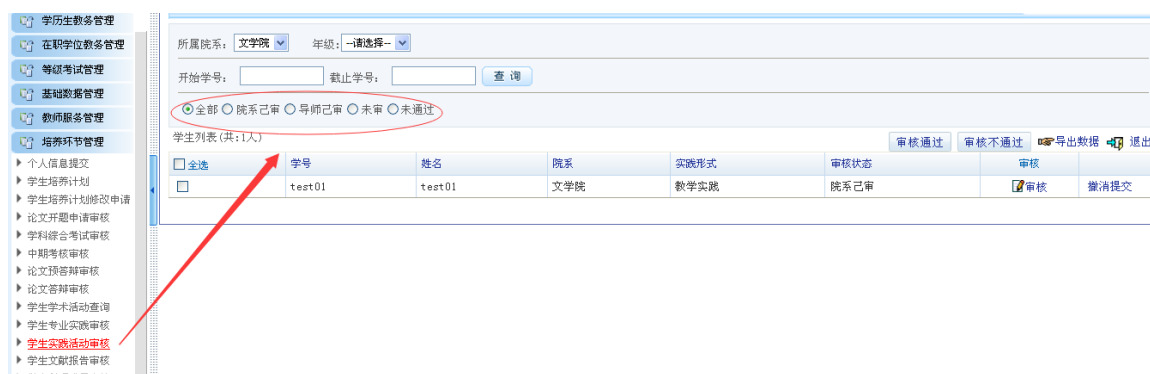 学历生教务管理
在职学位教务管理
等级考试管理
基础数据管理
教师服务管理
培养环节管理
个人信息提交
学生培养计划
学生培养计划修改申请
论文开题申请审核
学科综合考试审核
中期考核审核
论文预答辩审核
论文答辩审核
学生学术活动查询
学生专业实践审核
学生实践活动审核
学生文献报告审核
所属院系: 文学院 年级: --请选择--
开始学号: 截止学号: 查 询
全部 院系已审 导师已审 未审 未通过
学生列表(共:1人) 审核通过 审核不通过 导出数据 退出
全选 学号 姓名 院系 实践形式 审核状态 审核
test01 test01 文学院 教学实践 院系已审 审核 撤消提交